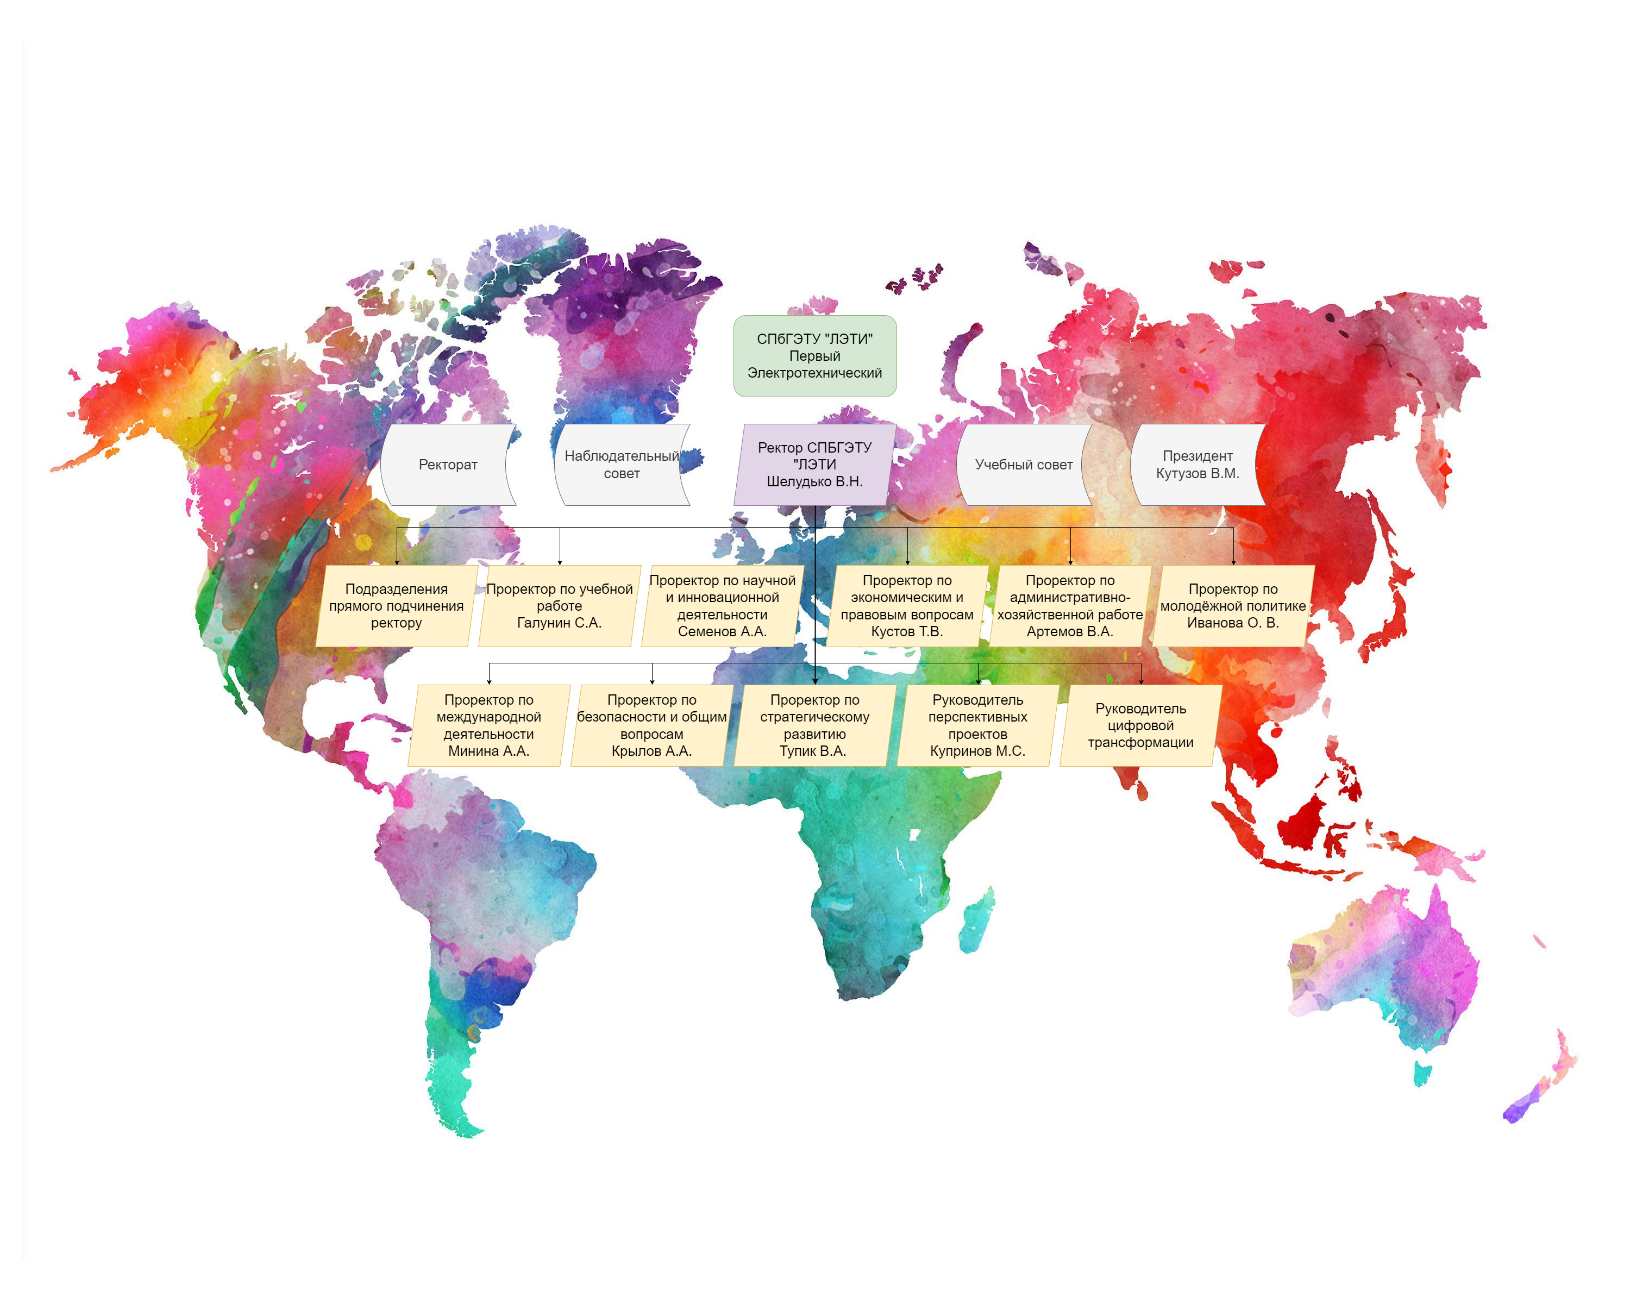 СПбГЭТУ "ЛЭТИ"
Первый
Электротехнический
Ректорат
Наблюдательный
совет
Ректор СПБГЭТУ
"ЛЭТИ
Шелудько В.Н.
Учебный совет
Президент
Кутузов В.М.
Подразделения
прямого подчинения
ректору
Проректор по учебной
работе
Галунин С.А.
Проректор по научной
и инновационной
деятельности
Семенов А.А.
Проректор по
экономическим и
правовым вопросам
Кустов Т.В.
Проректор по
административно-
хозяйственной работе
Артемов В.А.
Проректор по
молодёжной политике
Иванова О. В.
Проректор по
международной
деятельности
Минина А.А.
Проректор по
безопасности и общим
вопросам
Крылов А.А.
Проректор по
стратегическому
развитию
Тупик В.А.
Руководитель
перспективных
проектов
Купринов М.С.
Руководитель
цифровой
трансформации